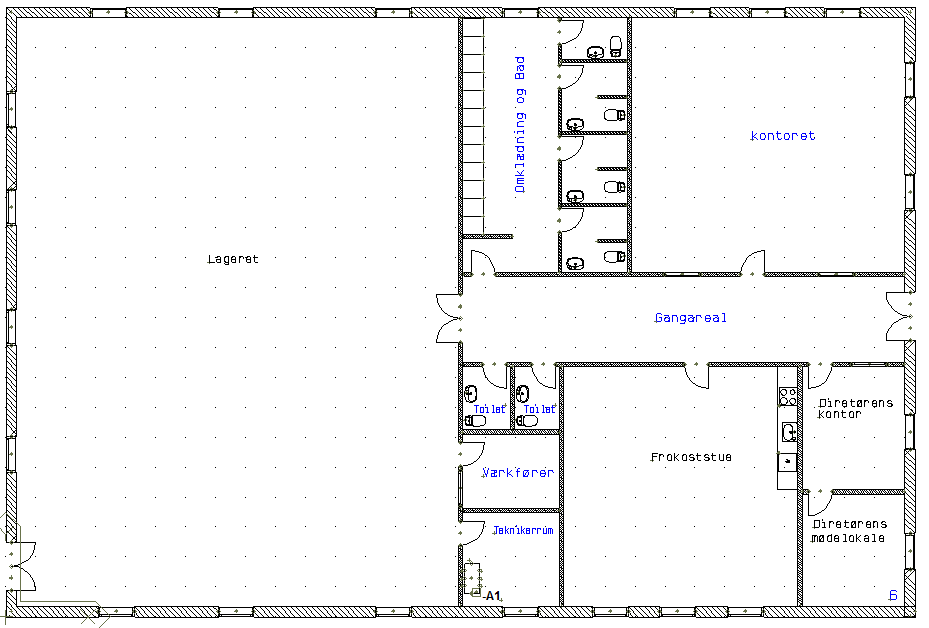 Omklædning og Bad
kontoret
Lageret
Gangareal
Toilet
Toilet
Diretørens
kontor
Frokoststue
Værkfører
Teknikerrum
Diretørens
mødelokale
-A1
6